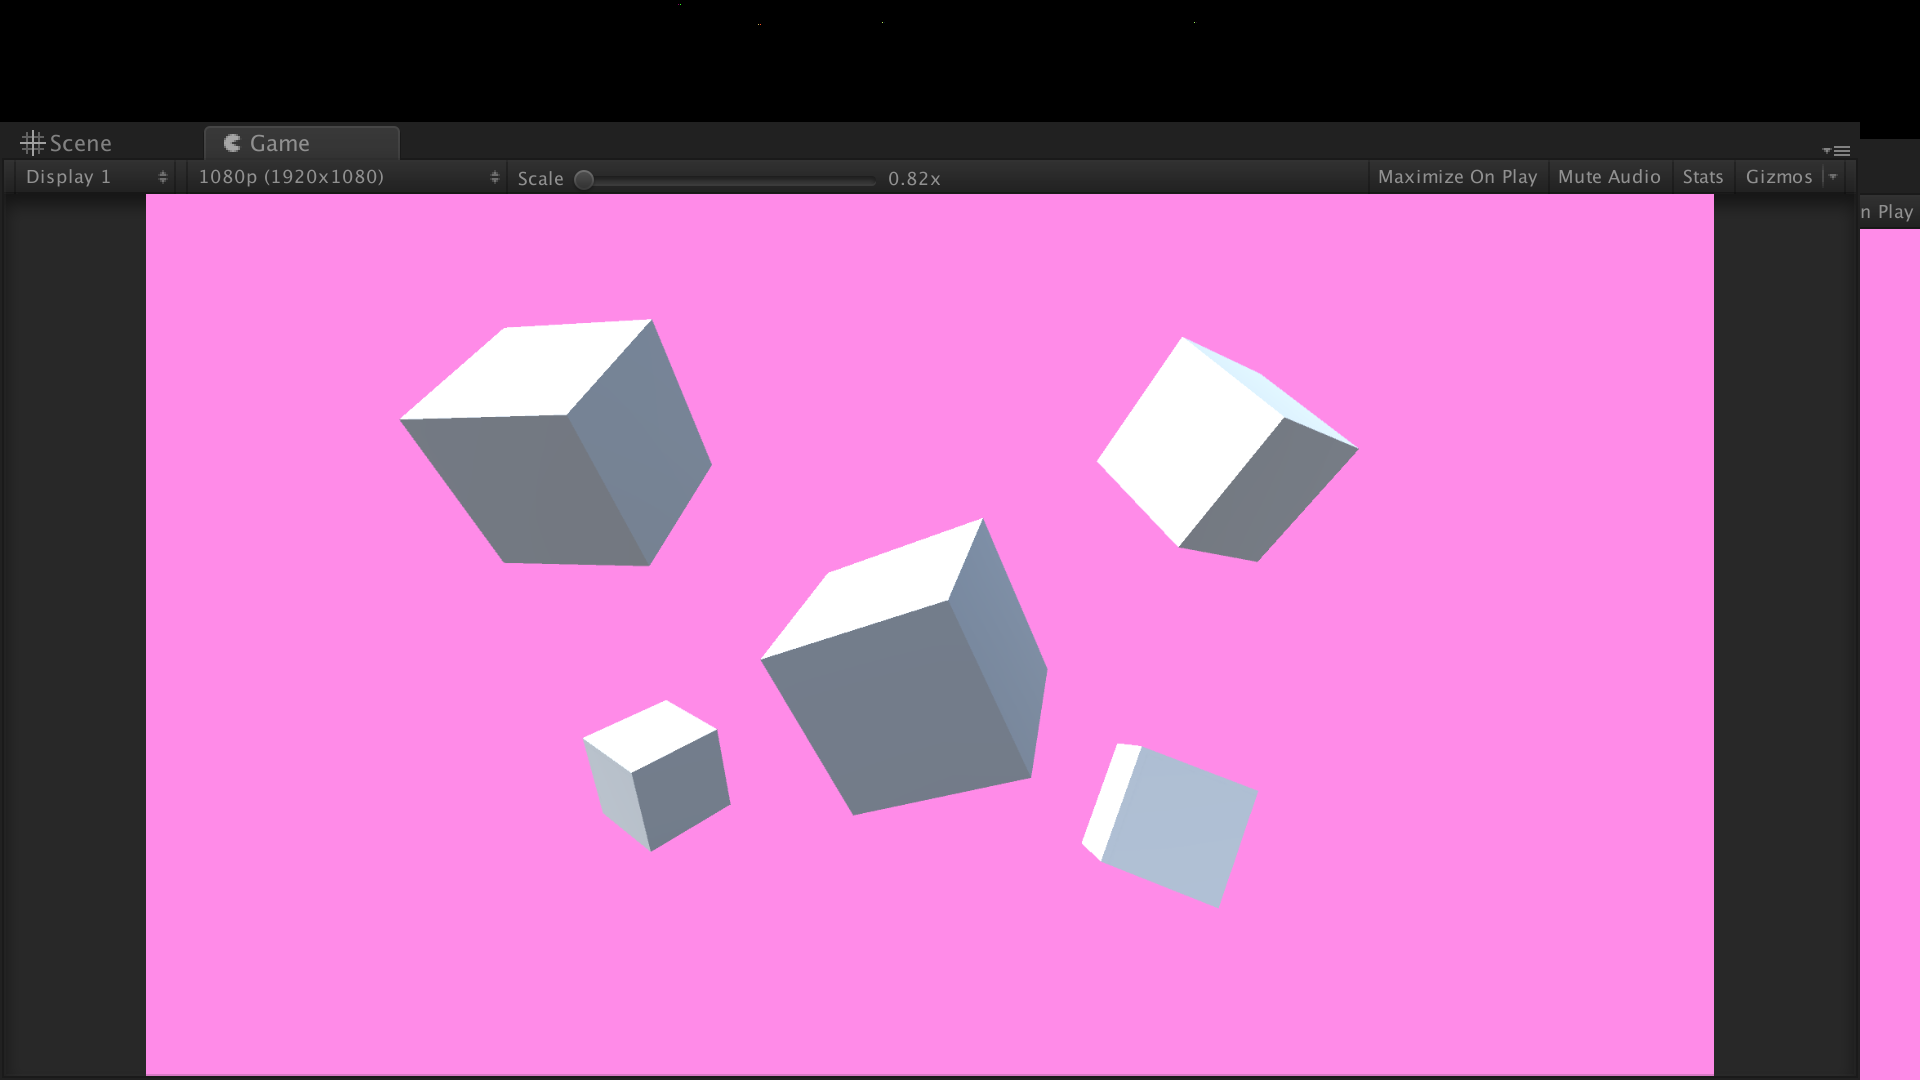 Scene Game
Display 1 1080p (1920x1080) Scale 0.82x Maximize On Play Mute Audio Stats Gizmos
n Play